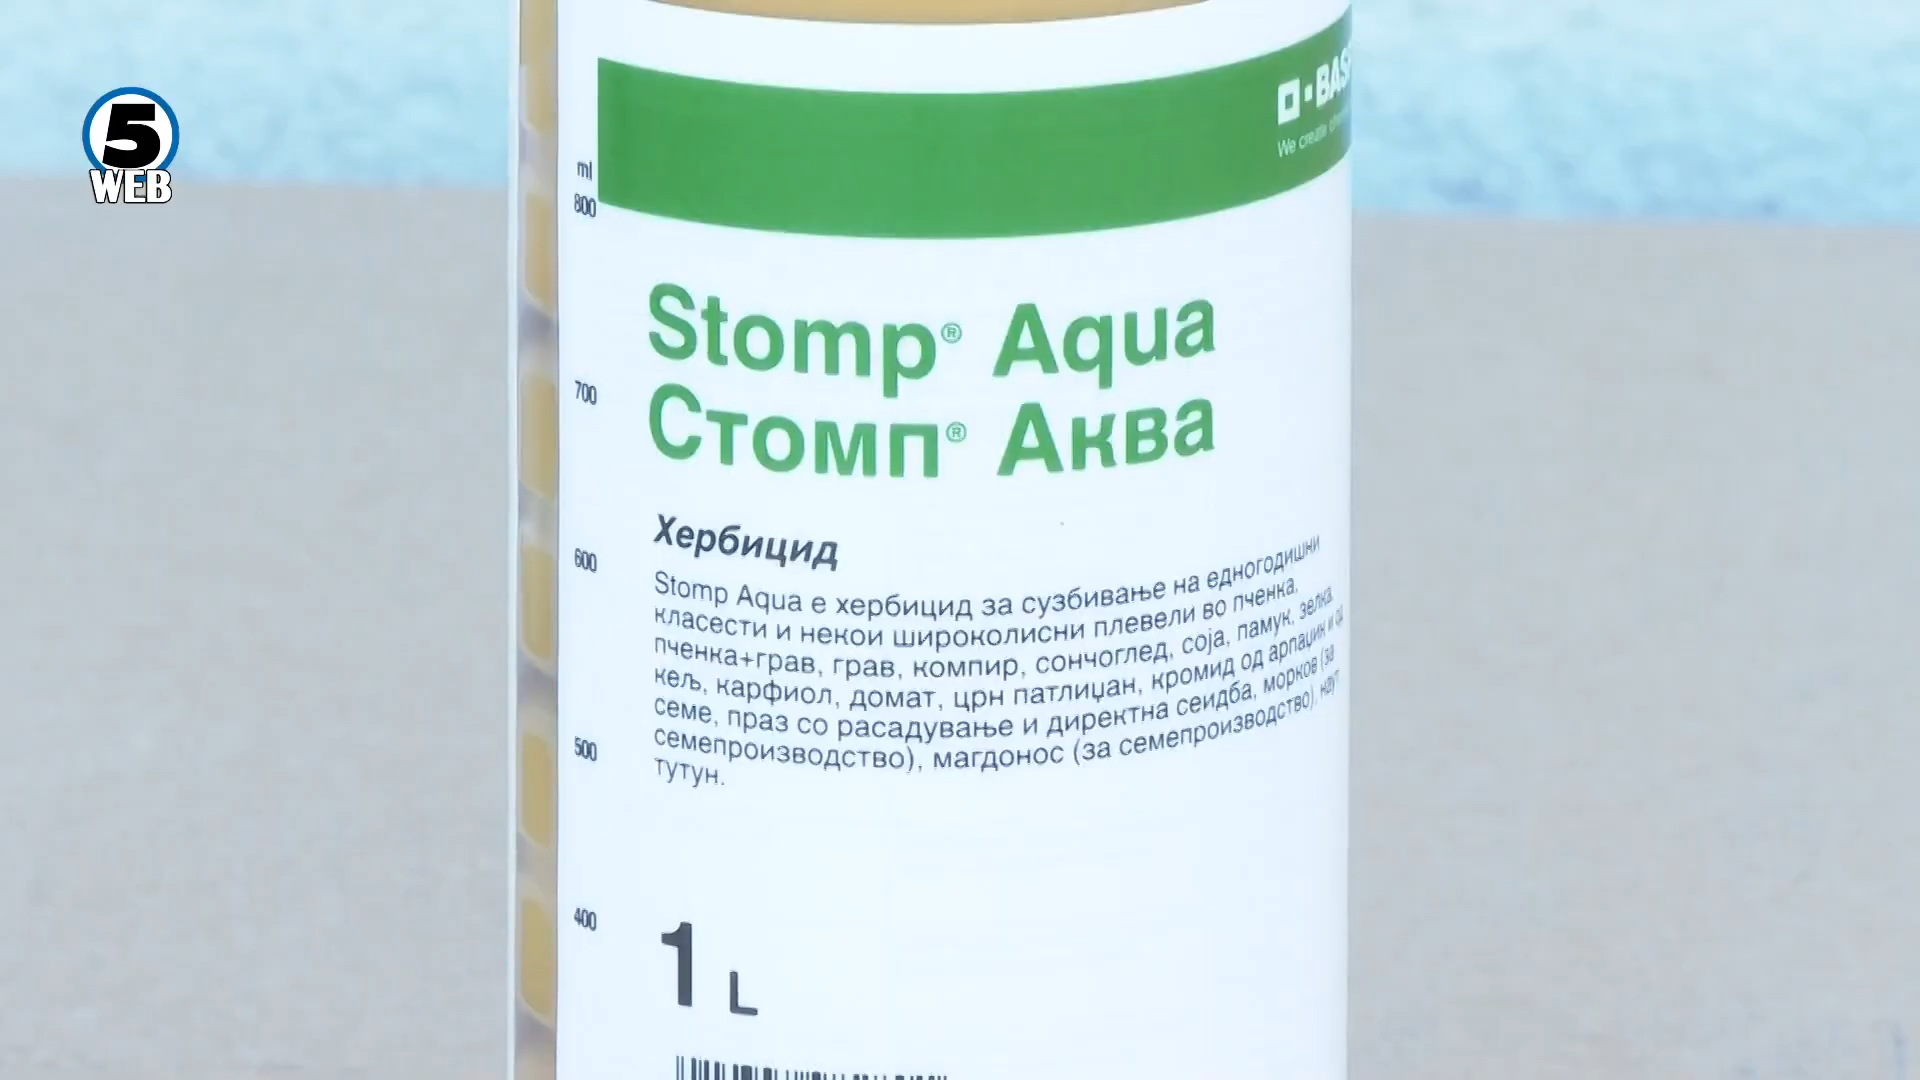 5
WEB
BAS
We create
ml
800
700
600
500
400
Stomp® Aqua
Стомп® Аква
Хербицид
Stomp Aqua е хербицид за сузбивање на едногодишни
класести и некои широколисни плевели во пченка,
пченка+грав, грав, компир, сончоглед, соја, памук, зелка,
кељ, карфиол, домат, црн патлиџан, кромид од арпаџик и од
семе, праз со расадување и директна сеидба, морков (за
семепроизводство), магдонос (за семепроизводство), наут
тутун.
1 L